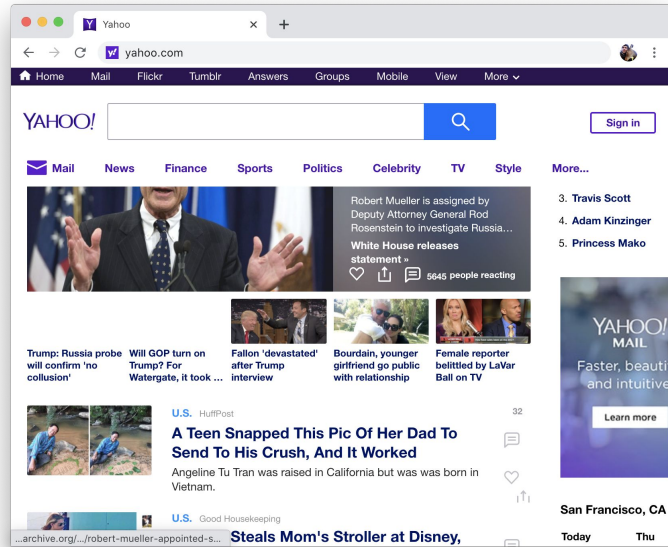 Yahoo
yahoo.com
Home Mail Flickr Tumblr Answers Groups Mobile View More
YAHOO!
Sign in
Mail News Finance Sports Politics Celebrity TV Style More...
Robert Mueller is assigned by
Deputy Attorney General Rod
Rosenstein to investigate Russia…
White House releases
statement »
5645 people reacting
3. Travis Scott
4. Adam Kinzinger
5. Princess Mako
Trump: Russia probe
will confirm 'no
collusion'
Will GOP turn on
Trump? For
Watergate, it took ...
Fallon 'devastated'
after Trump
interview
Bourdain, younger
girlfriend go public
with relationship
Female reporter
belittled by LaVar
Ball on TV
YAHOO!
MAIL
Faster, beauti
and intuitive
Learn more
U.S. HuffPost
32
A Teen Snapped This Pic Of Her Dad To
Send To His Crush, And It Worked
Angeline Tu Tran was raised in California but was was born in
Vietnam.
U.S. Good Housekeeping
Steals Mom's Stroller at Disney,
San Francisco, CA
Today Thu
...archive.org/.../robert-mueller-appointed-s...